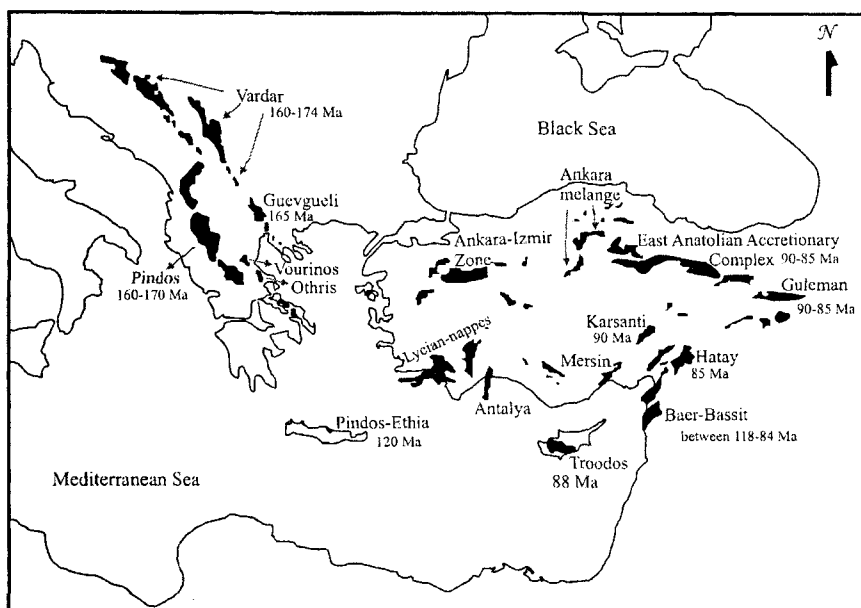 N
Vardar
160-174 Ma
Black Sea
Ankara
melange
Guevgueli
165 Ma
Ankara-Izmir
Zone
East Anatolian Accretionary
Complex 90-85 Ma
Pindos
160-170 Ma
Vourinos
Othris
Guleman
90-85 Ma
Karsanti
90 Ma
Lycian-nappes
Mersin
Hatay
85 Ma
Antalya
Baer-Bassit
between 118-84 Ma
Pindos-Ethia
120 Ma
Troodos
88 Ma
Mediterranean Sea